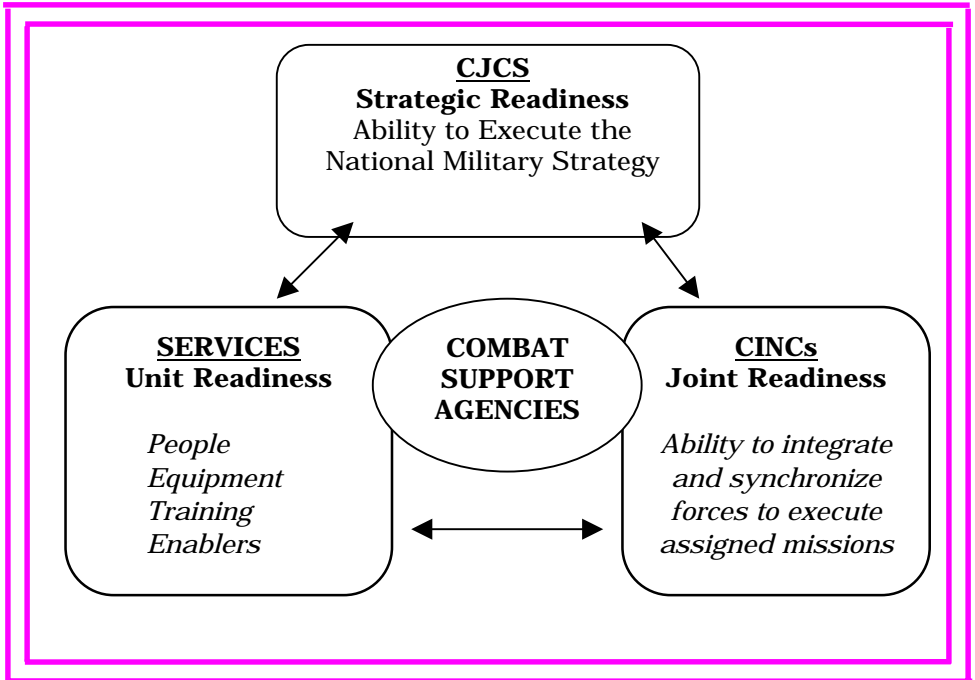 CJCS
Strategic Readiness
Ability to Execute the
National Military Strategy
SERVICES
Unit Readiness
People
Equipment
Training
Enablers
COMBAT
SUPPORT
AGENCIES
CINCs
Joint Readiness
Ability to integrate
and synchronize
forces to execute
assigned missions